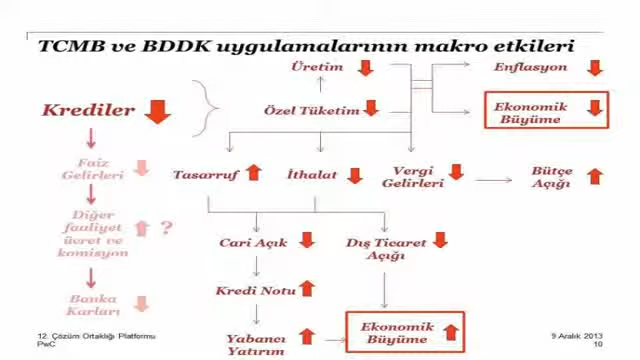 TCMB ve BDDK uygulamalarının makro etkileri
Üretim
Enflasyon
Krediler
Özel Tüketim
Ekonomik
Büyüme
Faiz
Gelirleri
Tasarruf
İthalat
Vergi
Gelirleri
Bütçe
Açığı
Diğer
faaliyet
ücret ve
komisyon
?
Cari Açık
Dış Ticaret
Açığı
Kredi Notu
Banka
Karları
Yabancı
Yatırım
Ekonomik
Büyüme
12. Çözüm Ortaklığı Platformu
PwC
9 Aralık 2013
10